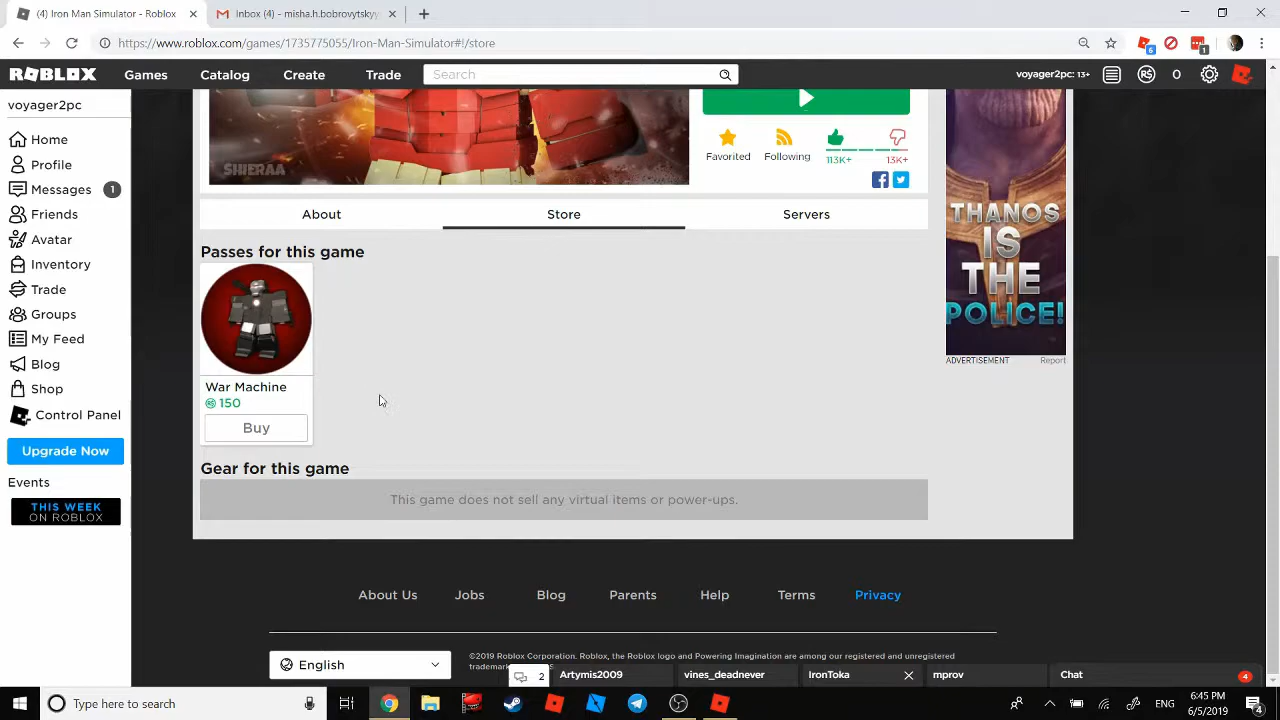 (4) Iron Man Simulator - Roblox
Inbox (4) - misha.h.bobrovytskyy
https://www.roblox.com/games/1735775055/Iron-Man-Simulator#!/store
6
1
ROBLOX
Games
Catalog
Create
Trade
Search
voyager2pc: 13+
0
voyager2pc
Home
Profile
Messages
1
Friends
Avatar
Inventory
Trade
Groups
My Feed
Blog
Shop
Control Panel
Upgrade Now
Events
THIS WEEK
ON ROBLOX
SHIERAA
Favorited
Following
113K+
13K+
About
Store
Servers
Passes for this game
War Machine
150
Buy
Gear for this game
This game does not sell any virtual items or power-ups.
THANOS
IS
THE
POLICE!
ADVERTISEMENT
Report
About Us
Jobs
Blog
Parents
Help
Terms
Privacy
English
©2019 Roblox Corporation. Roblox, the Roblox logo and Powering Imagination are among our registered and unregistered
2
Artymis2009
vines_deadnever
IronToka
mprov
Chat
4
Type here to search
ENG
6:45 PM
6/5/2019
4